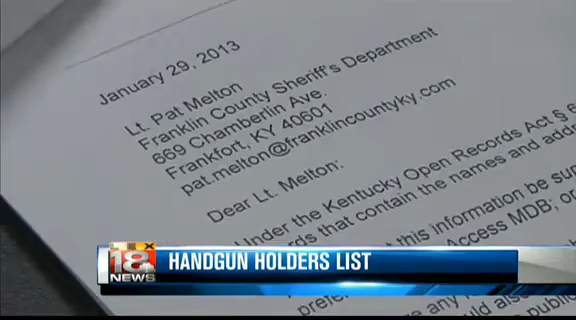 January 29, 2013
Lt. Pat Melton
Franklin County Sheriff's Department
669 Chamberlin Ave.
Frankfort, KY 40601
pat.melton@franklincountyky.com
Dear Lt. Melton:
Under the Kentucky Open Records Act §
that contain the names and
this information be
Access MDB; or
LEX
18
NEWS
HANDGUN HOLDERS LIST